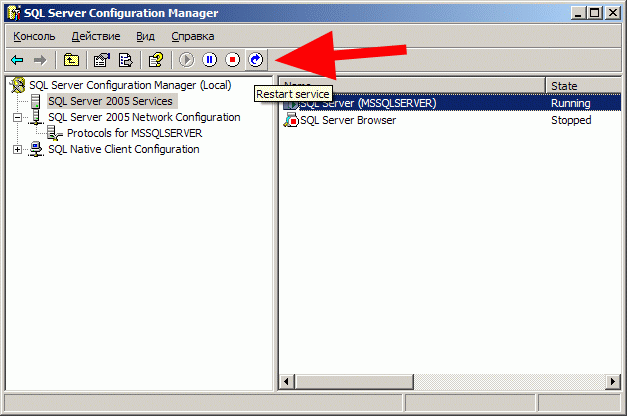 SQL Server Configuration Manager
Консоль Действие Вид Справка
SQL Server Configuration Manager (Local)
SQL Server 2005 Services
SQL Server 2005 Network Configuration
Protocols for MSSQLSERVER
SQL Native Client Configuration
State
Restart service
SQL Server (MSSQLSERVER) Running
SQL Server Browser Stopped